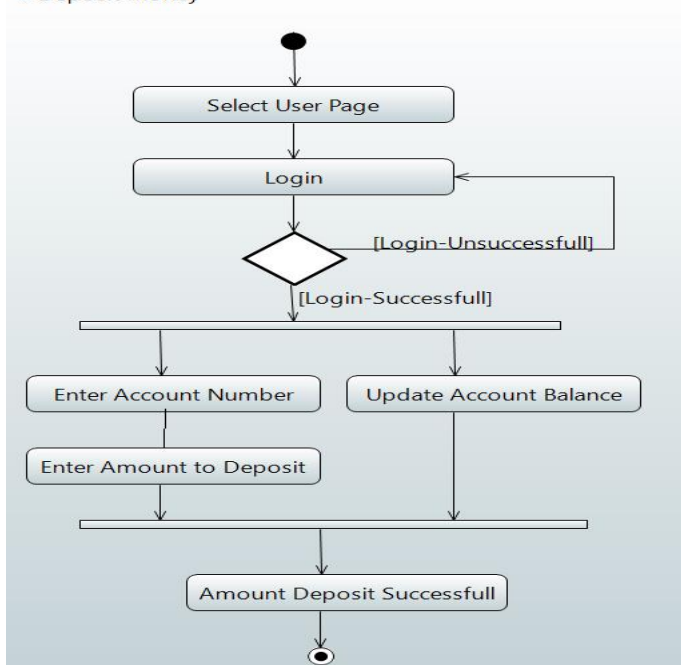 Select User Page
Login
[Login-Unsuccessfull]
[Login-Successfull]
Enter Account Number
Update Account Balance
Enter Amount to Deposit
Amount Deposit Successfull